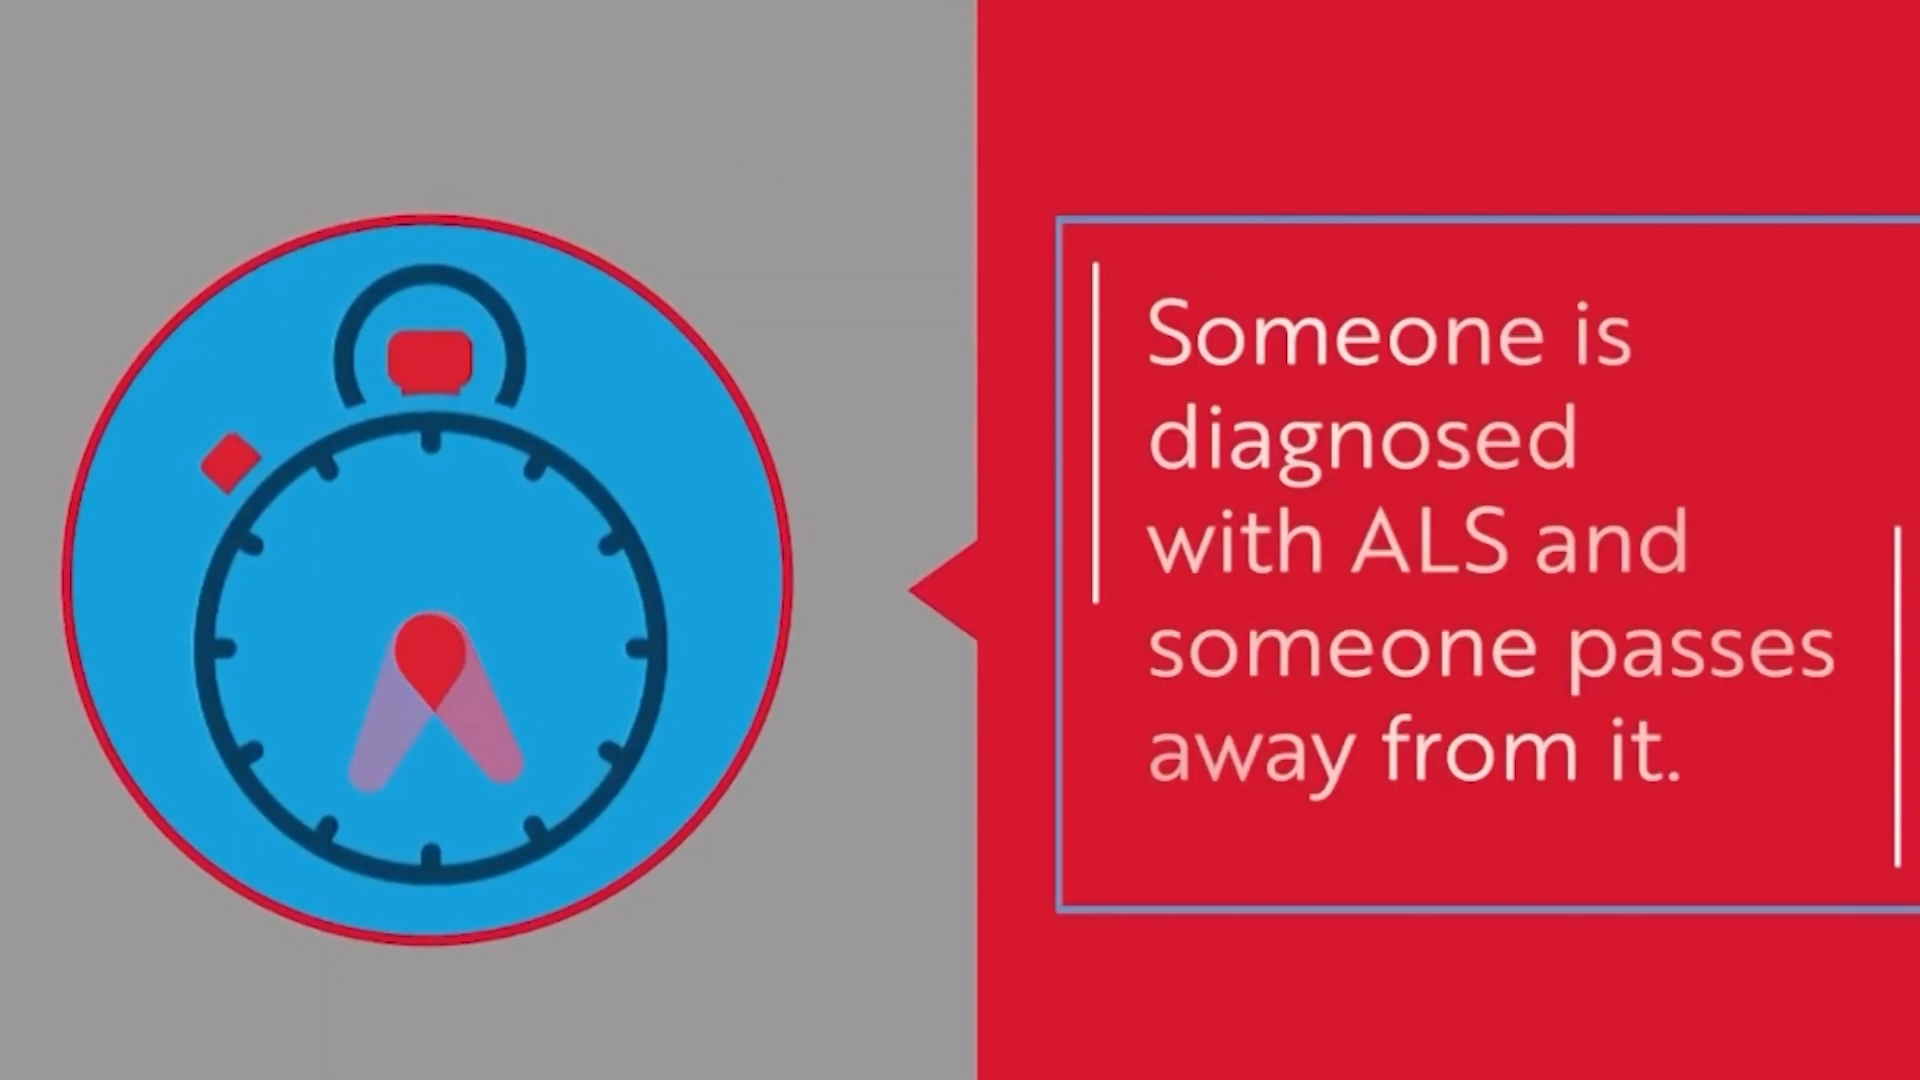 Someone is
diagnosed
with ALS and
someone passes
away from it.